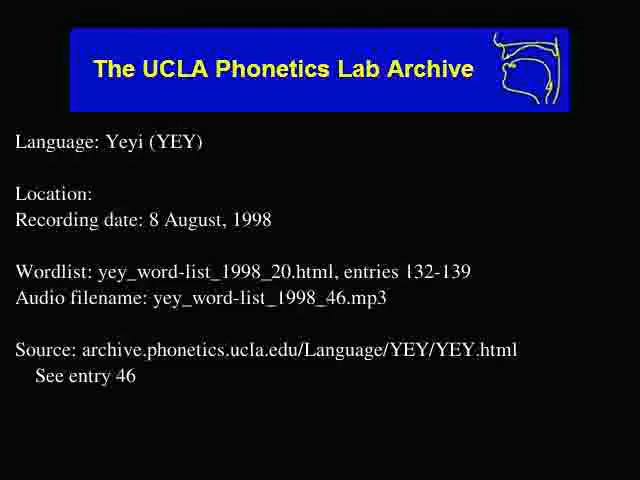 The UCLA Phonetics Lab Archive
Language: Yeyi (YEY)
Location:
Recording date: 8 August, 1998
Wordlist: yey_word-list_1998_20.html, entries 132-139
Audio filename: yey_word-list_1998_46.mp3
Source: archive.phonetics.ucla.edu/Language/YEY/YEY.html
See entry 46